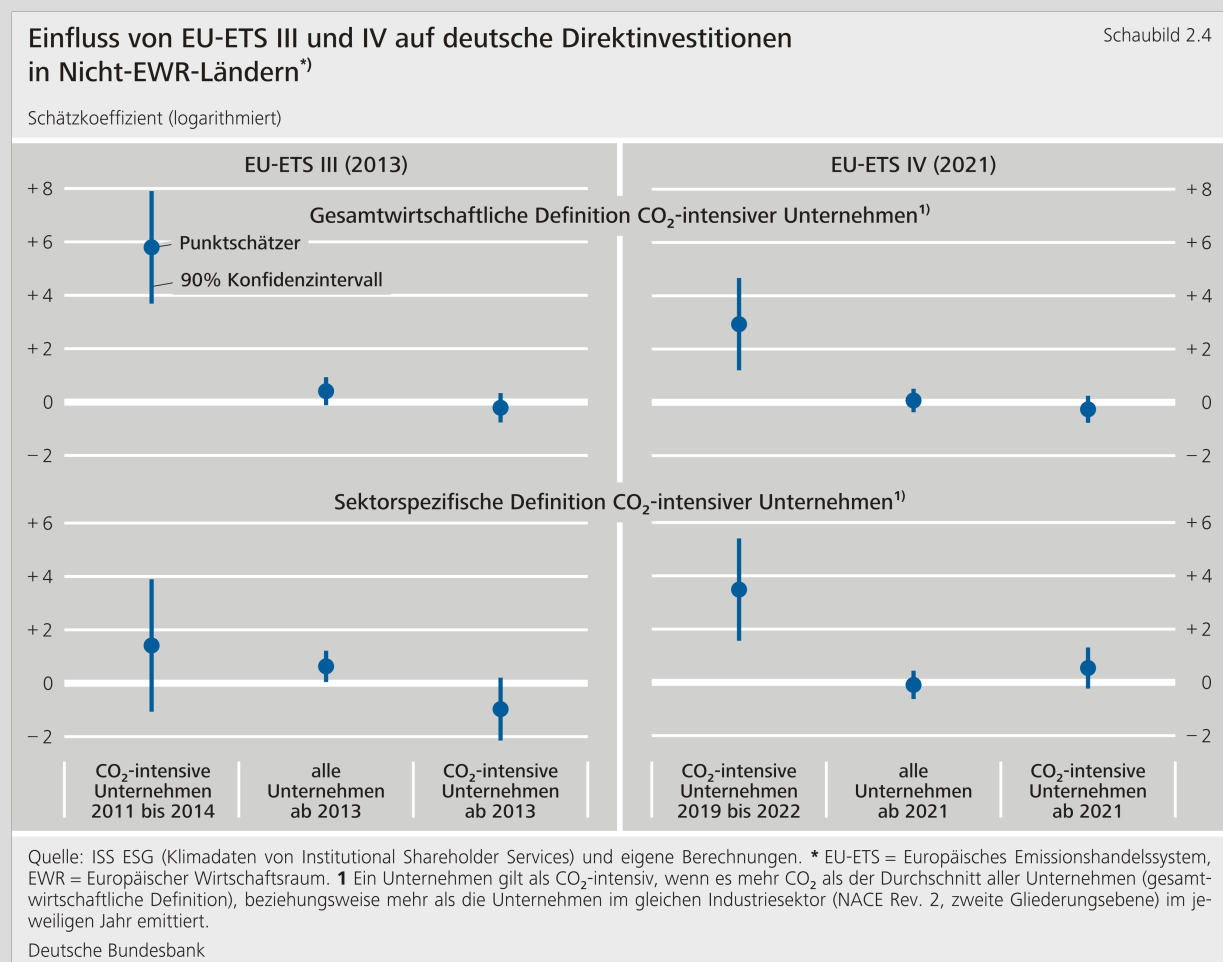 Einfluss von EU-ETS III und IV auf deutsche Direktinvestitionen
in Nicht-EWR-Ländern*)
Schaubild 2.4
Schätzkoeffizient (logarithmiert)
EU-ETS III (2013)
EU-ETS IV (2021)
Gesamtwirtschaftliche Definition CO₂-intensiver Unternehmen¹⁾
+ 8
+ 6
+ 4
+ 2
0
− 2
Punktschätzer
90% Konfidenzintervall
+ 8
+ 6
+ 4
+ 2
0
− 2
Sektorspezifische Definition CO₂-intensiver Unternehmen¹⁾
+ 6
+ 4
+ 2
0
− 2
+ 6
+ 4
+ 2
0
− 2
CO₂-intensive
Unternehmen
2011 bis 2014
alle
Unternehmen
ab 2013
CO₂-intensive
Unternehmen
ab 2013
CO₂-intensive
Unternehmen
2019 bis 2022
alle
Unternehmen
ab 2021
CO₂-intensive
Unternehmen
ab 2021
Quelle: ISS ESG (Klimadaten von Institutional Shareholder Services) und eigene Berechnungen. * EU-ETS = Europäisches Emissionshandelssystem,
EWR = Europäischer Wirtschaftsraum. 1 Ein Unternehmen gilt als CO₂-intensiv, wenn es mehr CO₂ als der Durchschnitt aller Unternehmen (gesamt-
wirtschaftliche Definition), beziehungsweise mehr als die Unternehmen im gleichen Industriesektor (NACE Rev. 2, zweite Gliederungsebene) im je-
weiligen Jahr emittiert.
Deutsche Bundesbank